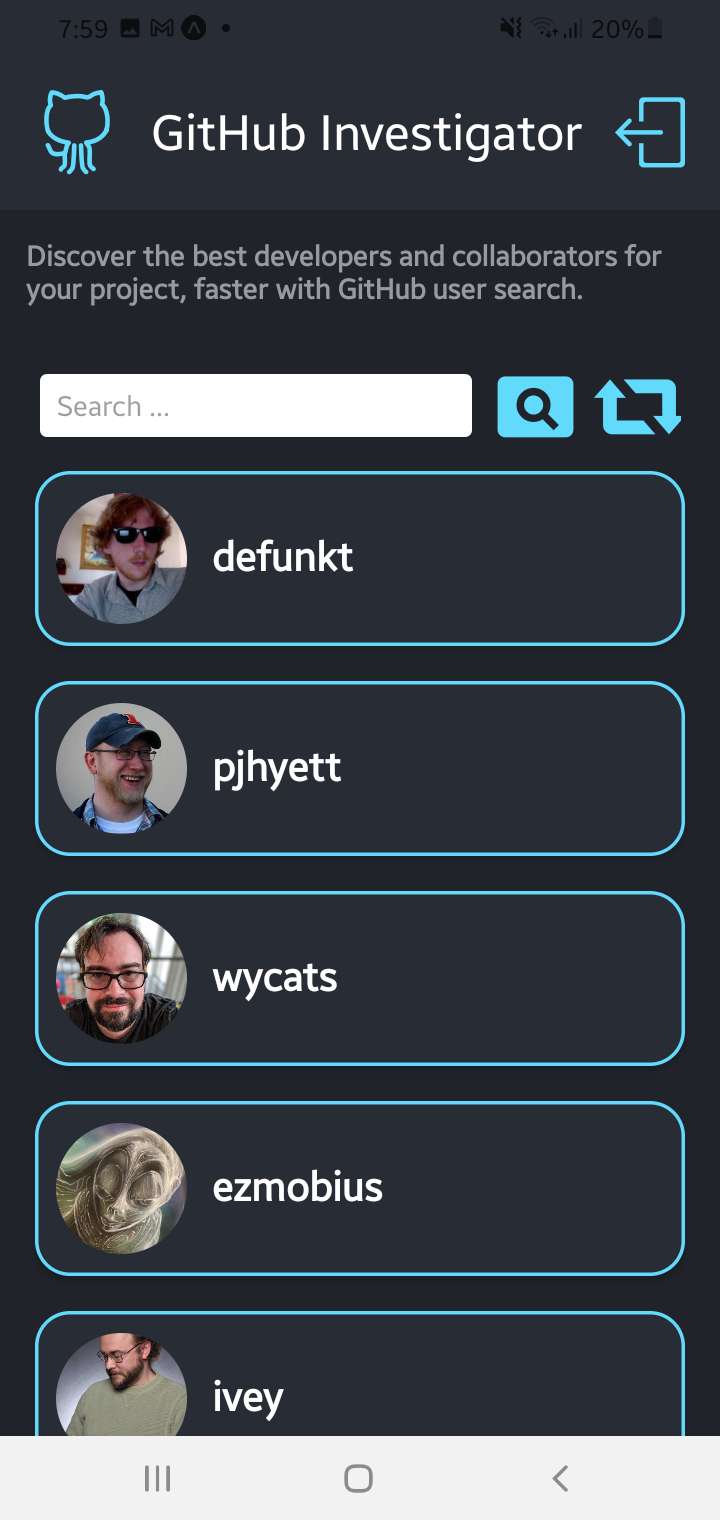 7:59 20%
GitHub Investigator
Discover the best developers and collaborators for
your project, faster with GitHub user search.
Search ...
defunkt
pjhyett
wycats
ezmobius
ivey